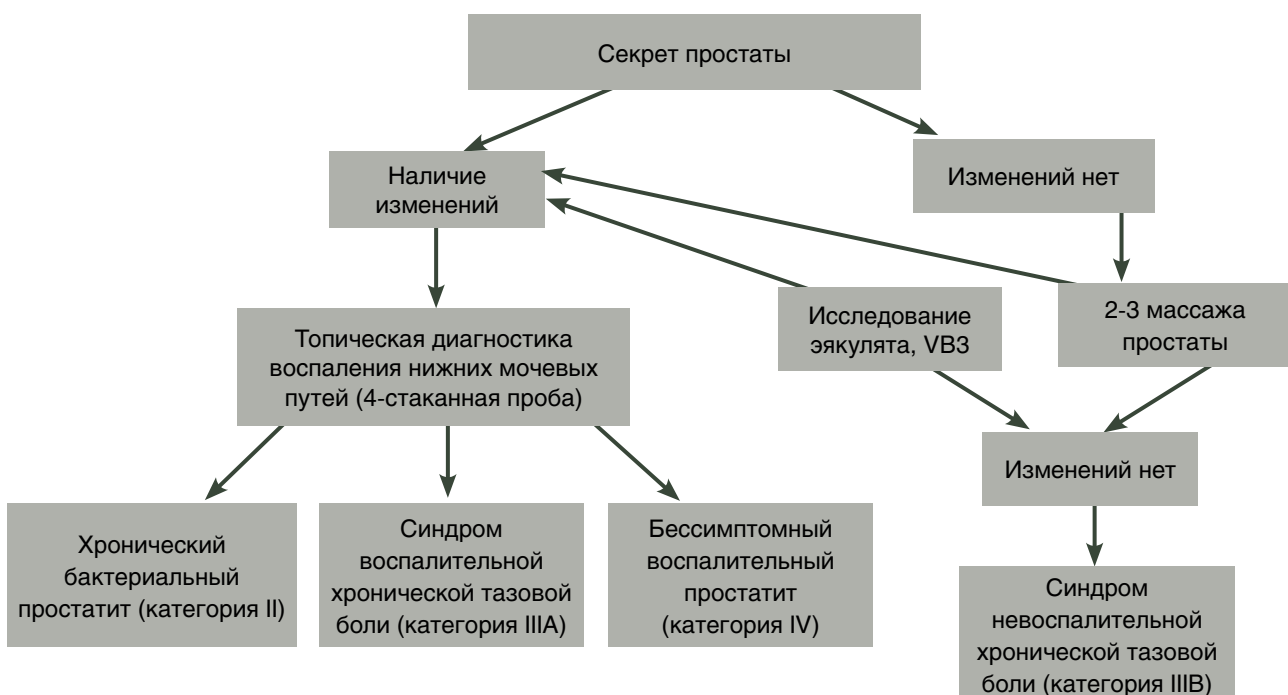 Секрет простаты
Наличие
изменений
Изменений нет
Топическая диагностика
воспаления нижних мочевых
путей (4-стаканная проба)
Исследование
эякулята, VB3
2-3 массажа
простаты
Изменений нет
Хронический
бактериальный
простатит (категория II)
Синдром
воспалительной
хронической тазовой
боли (категория IIIA)
Бессимптомный
воспалительный
простатит
(категория IV)
Синдром
невоспалительной
хронической тазовой
боли (категория IIIB)